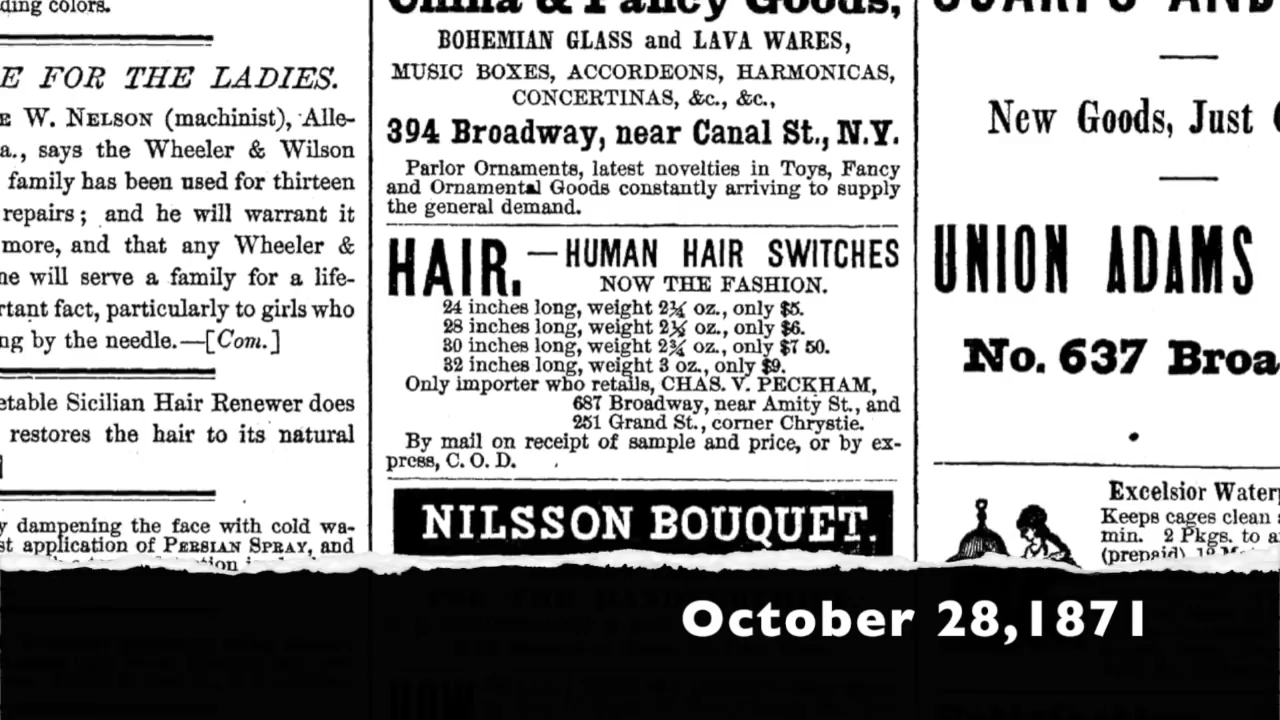 ding colors.
E FOR THE LADIES.
E W. NELSON (machinist), Alle-
a., says the Wheeler & Wilson
family has been used for thirteen
repairs; and he will warrant it
more, and that any Wheeler &
ne will serve a family for a life-
rtant fact, particularly to girls who
ng by the needle.—[Com.]
etable Sicilian Hair Renewer does
restores the hair to its natural
]
y dampening the face with cold wa-
st application of PERSIAN SPRAY, and
China & Fancy Goods,
BOHEMIAN GLASS and LAVA WARES,
MUSIC BOXES, ACCORDEONS, HARMONICAS,
CONCERTINAS, &c., &c.,
394 Broadway, near Canal St., N.Y.
Parlor Ornaments, latest novelties in Toys, Fancy
and Ornamental Goods constantly arriving to supply
the general demand.
HAIR.—HUMAN HAIR SWITCHES
NOW THE FASHION.
24 inches long, weight 2¼ oz., only $5.
28 inches long, weight 2½ oz., only $6.
30 inches long, weight 2¾ oz., only $7 50.
32 inches long, weight 3 oz., only $9.
Only importer who retails, CHAS. V. PECKHAM,
687 Broadway, near Amity St., and
251 Grand St., corner Chrystie.
By mail on receipt of sample and price, or by ex-
press, C. O. D.
NILSSON BOUQUET.
AND
New Goods, Just
UNION ADAMS
No. 637 Broa
Excelsior Water
Keeps cages clean
min. 2 Pkgs. to a
(prepaid)
October 28,1871